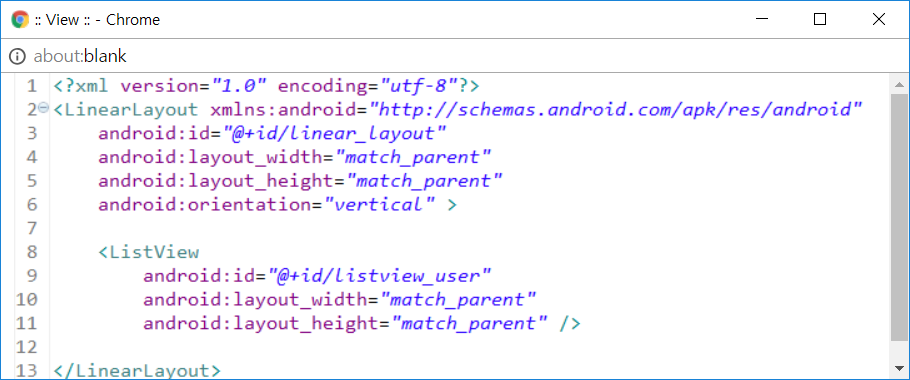 :: View :: - Chrome
about:blank
1 <?xml version="1.0" encoding="utf-8"?>
2 <LinearLayout xmlns:android="http://schemas.android.com/apk/res/android"
3     android:id="@+id/linear_layout"
4     android:layout_width="match_parent"
5     android:layout_height="match_parent"
6     android:orientation="vertical" >
7
8     <ListView
9         android:id="@+id/listview_user"
10         android:layout_width="match_parent"
11         android:layout_height="match_parent" />
12
13 </LinearLayout>